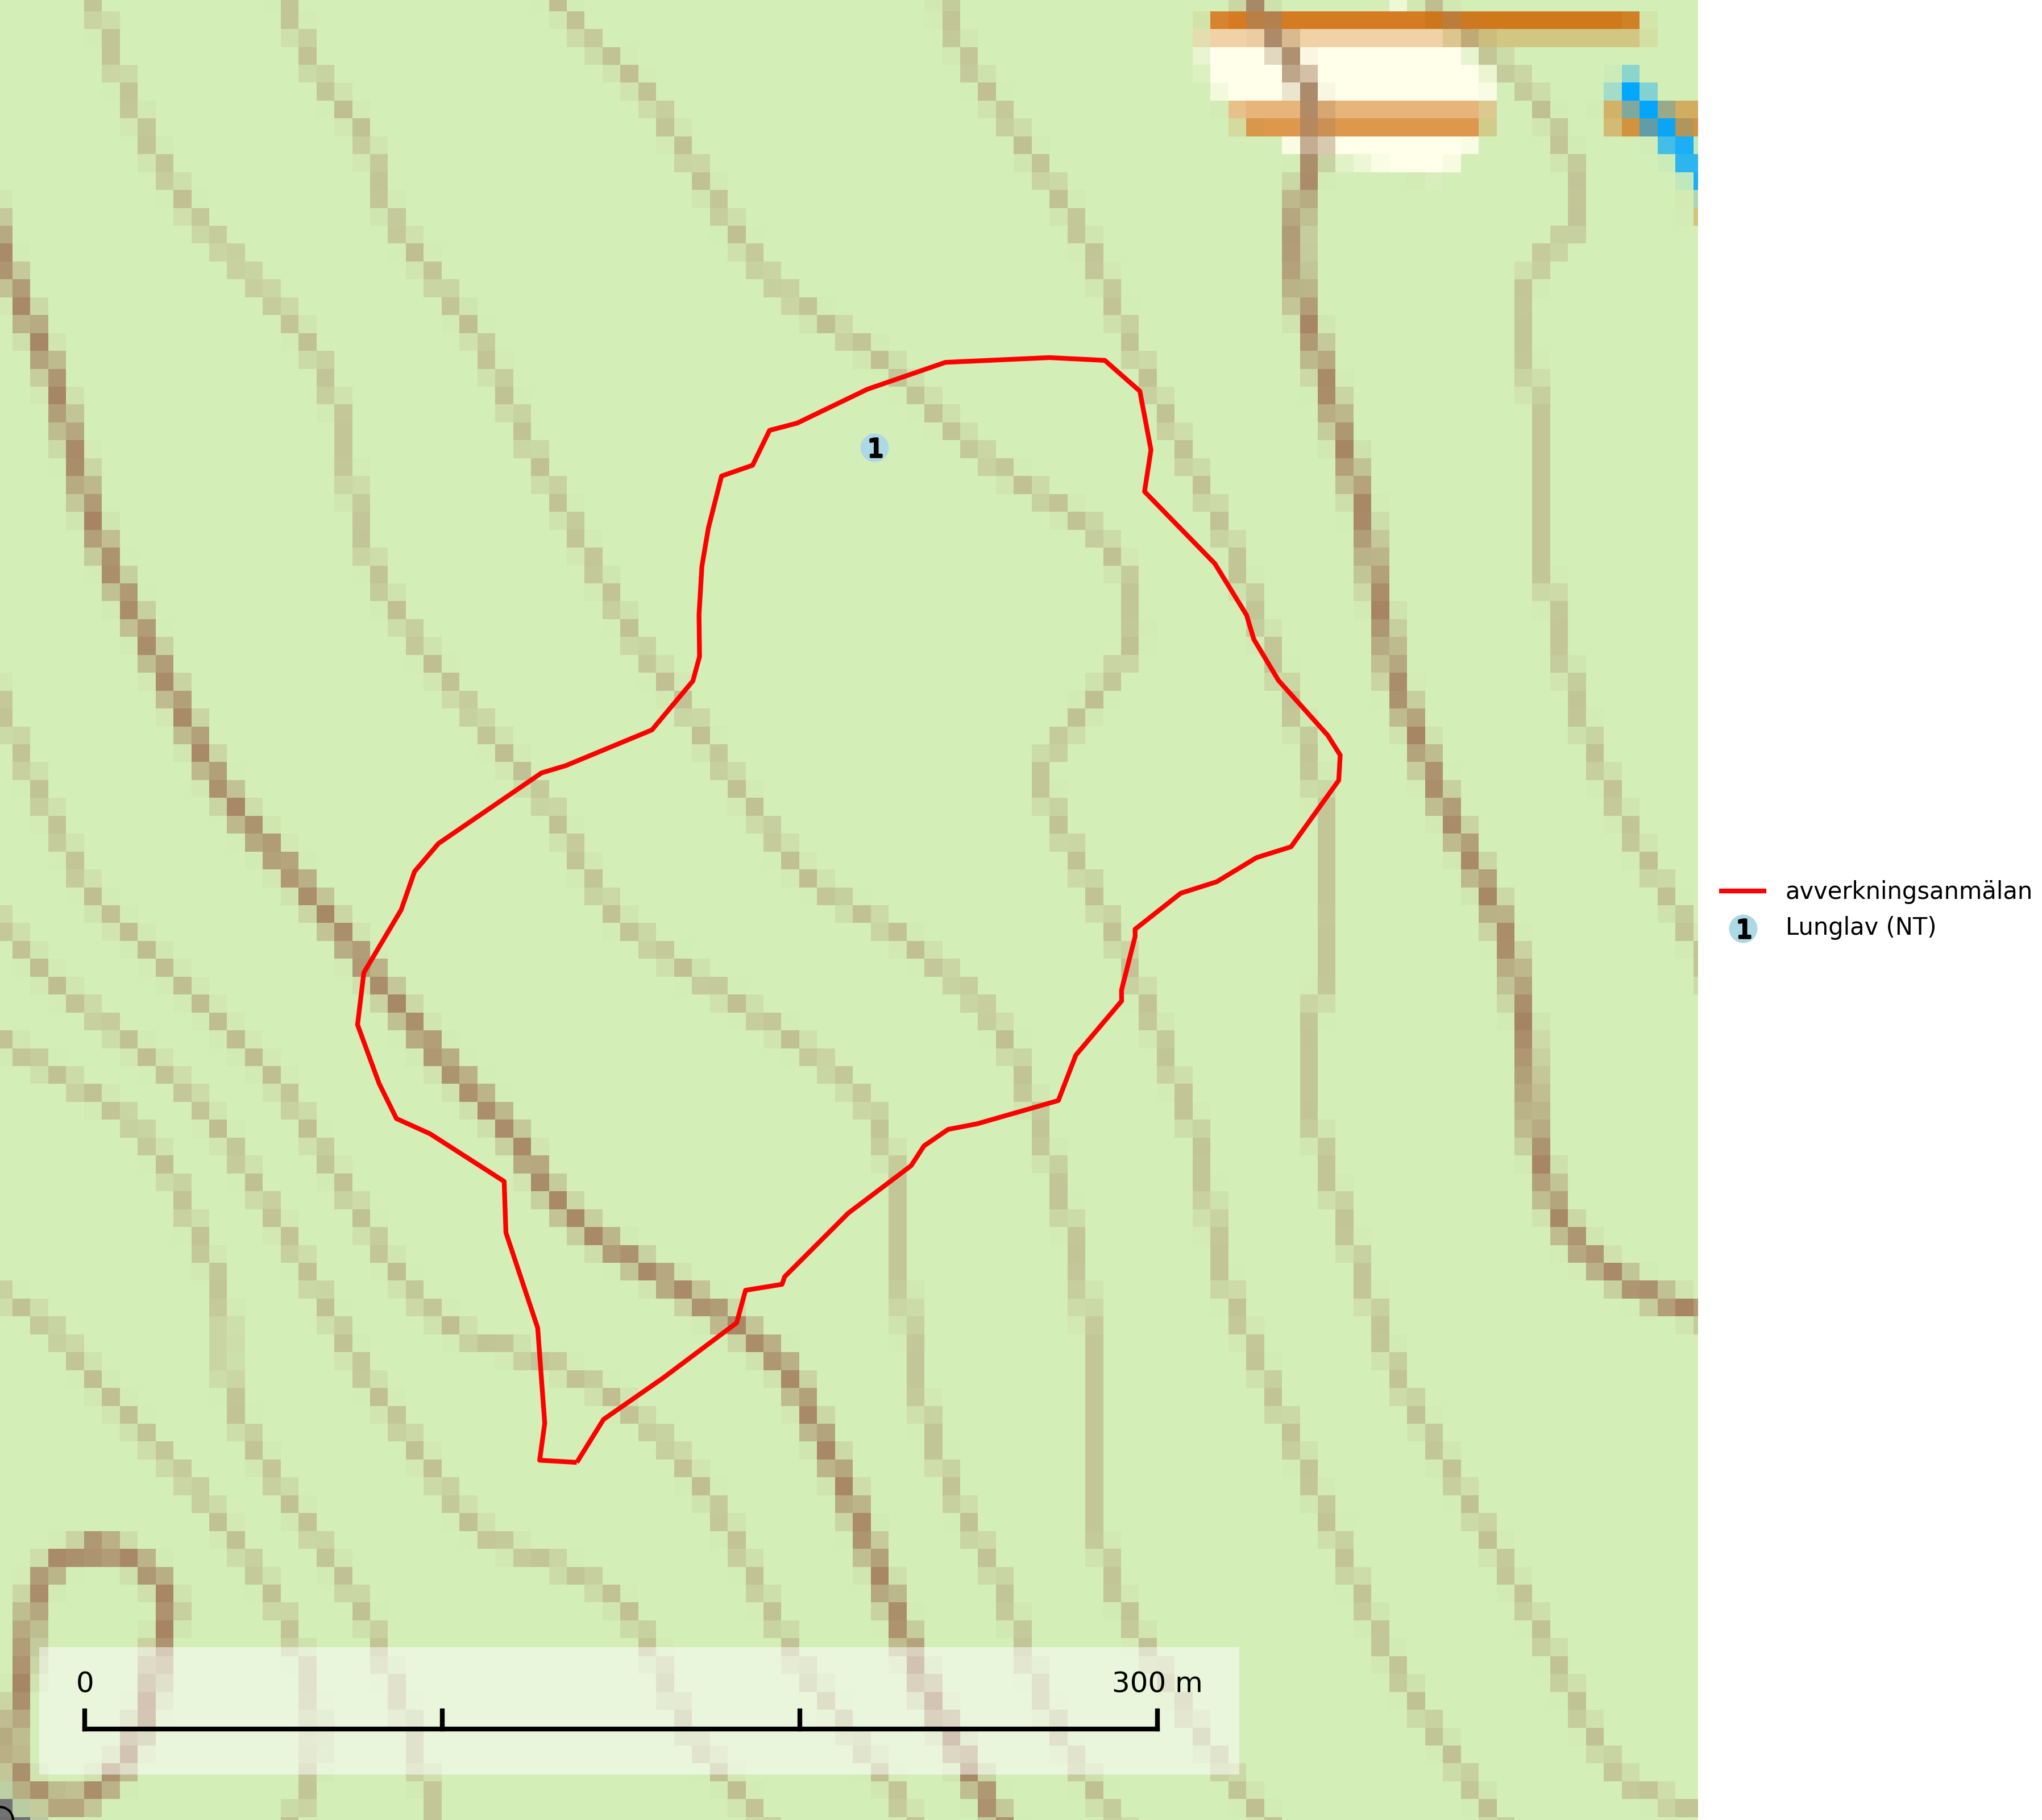 1
avverkningsanmälan
1 Lunglav (NT)
0 300 m